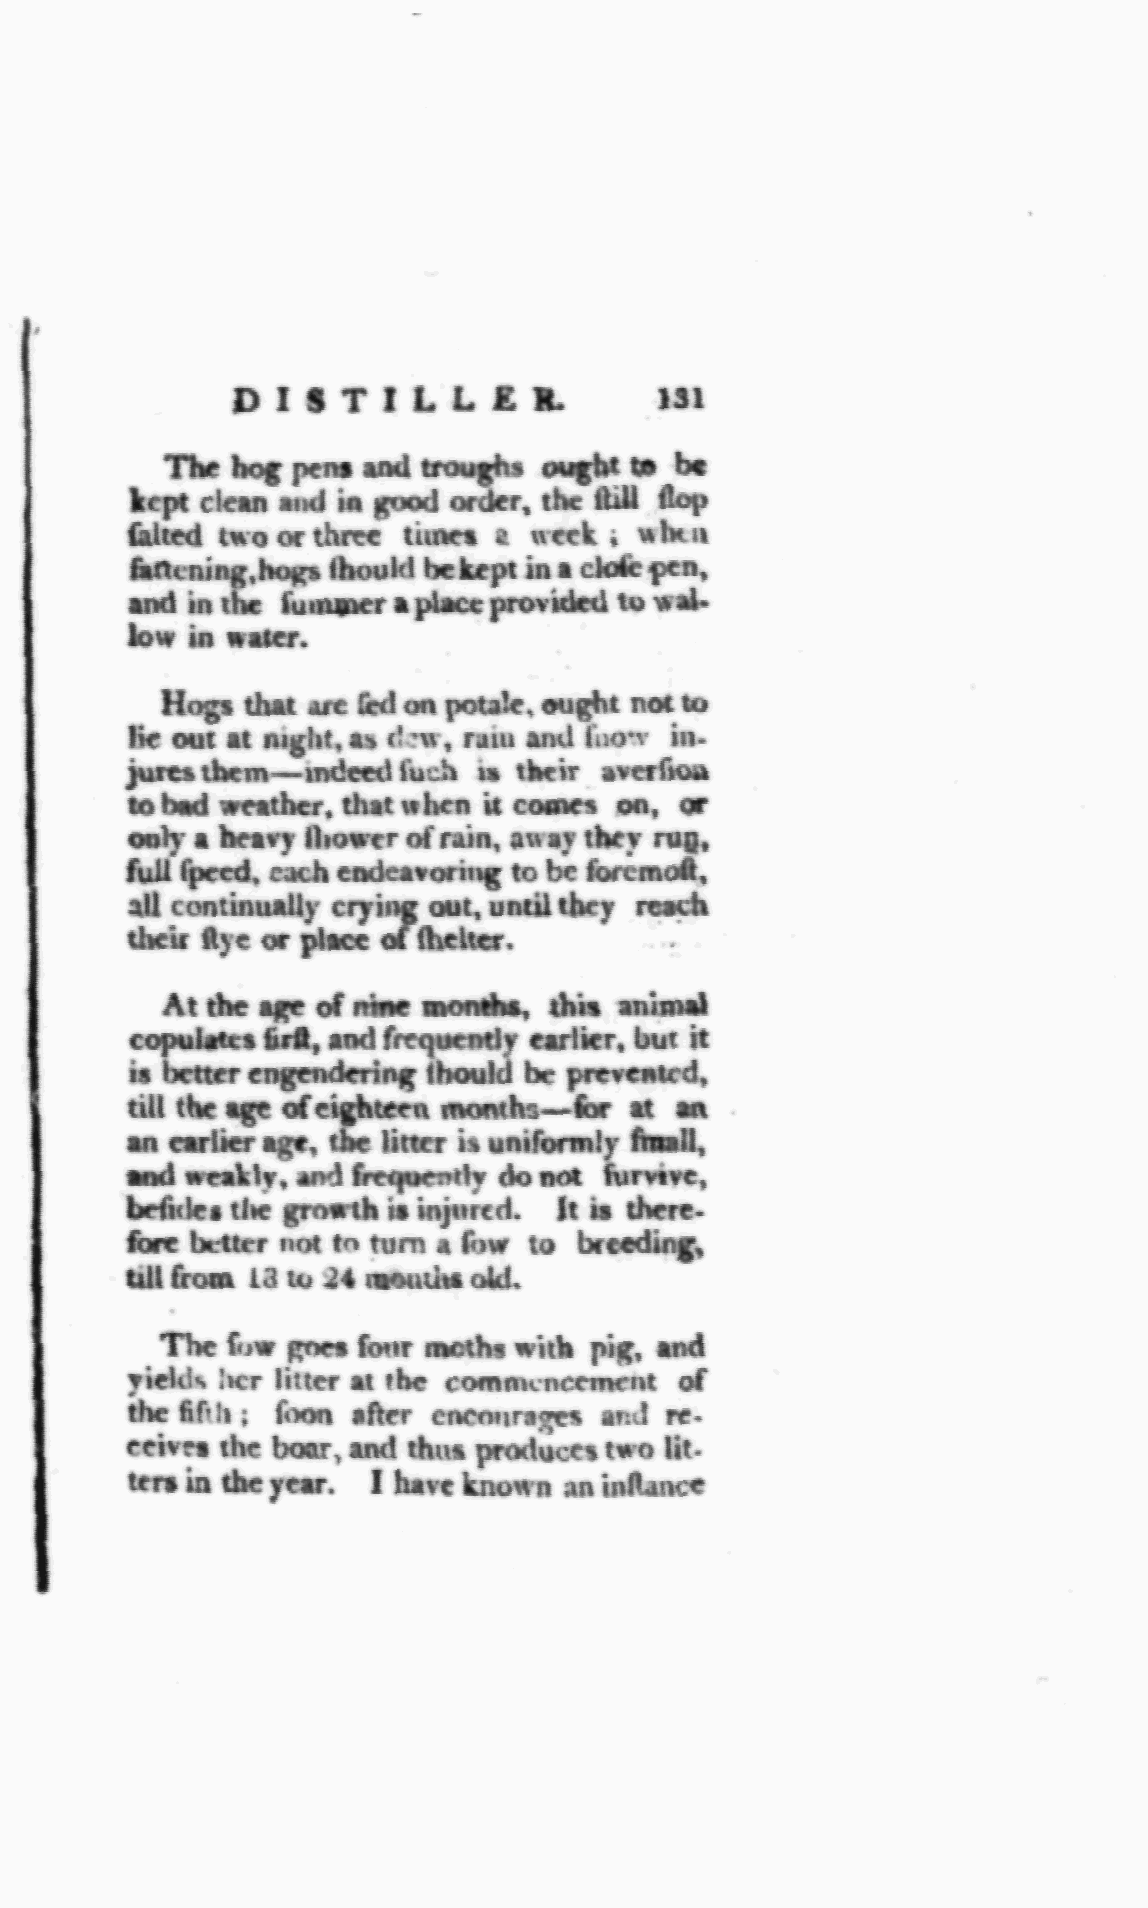 DISTILLER. 131
The hog pens and troughs ought to be
kept clean and in good order, the ſtill ſlop
ſalted two or three times a week ; when
fattening, hogs ſhould be kept in a cloſe pen,
and in the ſummer a place provided to wal-
low in water.
Hogs that are fed on potale, ought not to
lie out at night, as dew, rain and ſnow in-
jures them—indeed ſuch is their averſion
to bad weather, that when it comes on, or
only a heavy ſhower of rain, away they run,
full ſpeed, each endeavoring to be foremoſt,
all continually crying out, until they reach
their ſtye or place of ſhelter.
At the age of nine months, this animal
copulates firſt, and frequently earlier, but it
is better engendering ſhould be prevented,
till the age of eighteen months—for at an
an earlier age, the litter is uniformly ſmall,
and weakly, and frequently do not ſurvive,
beſides the growth is injured. It is there-
fore better not to turn a ſow to breeding,
till from 18 to 24 months old.
The ſow goes four moths with pig, and
yields her litter at the commencement of
the fifth ; ſoon after encourages and re-
ceives the boar, and thus produces two lit-
ters in the year. I have known an inſtance